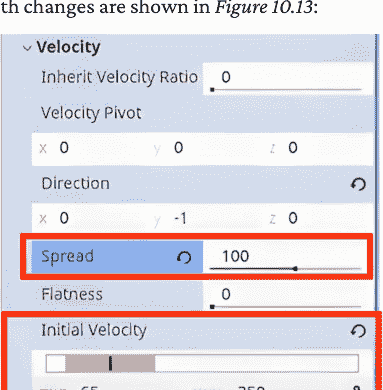 th changes are shown in Figure 10.13:
Velocity
Inherit Velocity Ratio 0
Velocity Pivot
x 0 y 0 z 0
Direction
x 0 y -1 z 0
Spread 100
Flatness 0
Initial Velocity